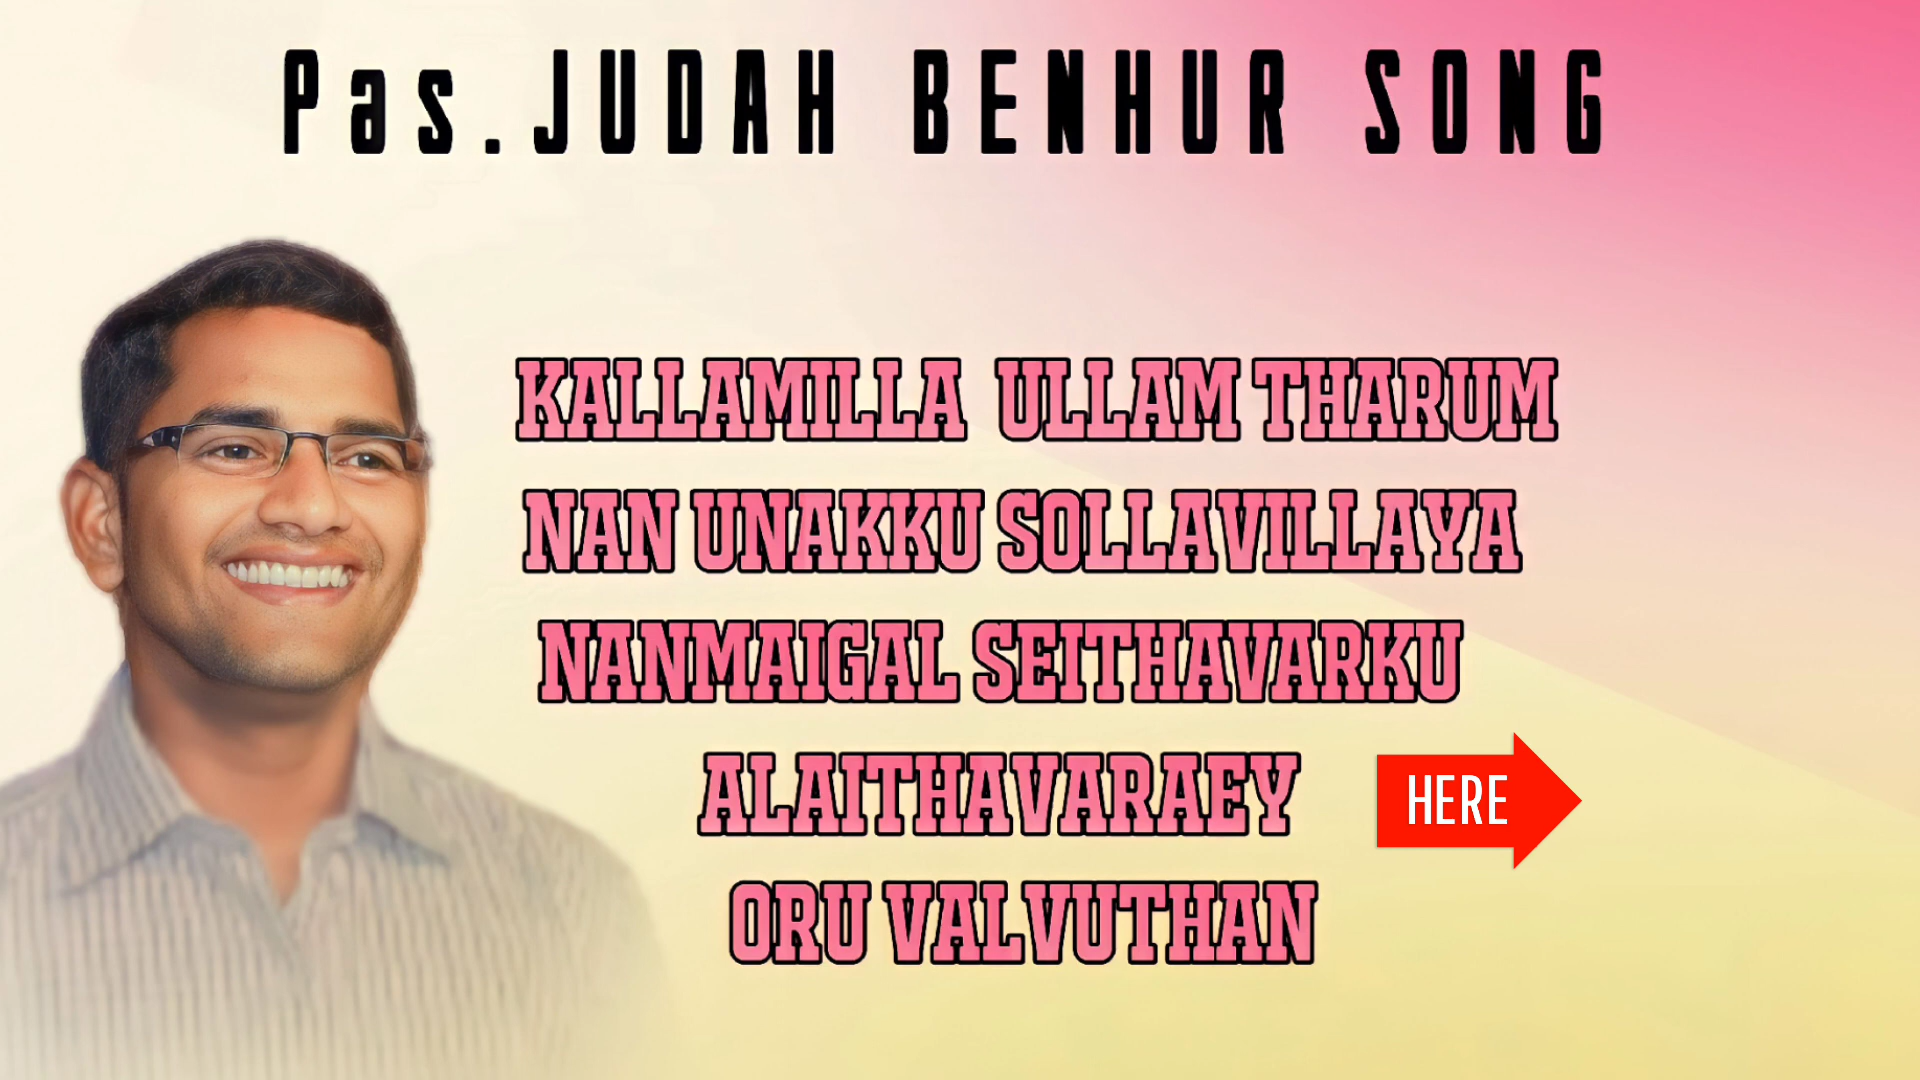 Pas.JUDAH BENHUR SONG
KALLAMILLA ULLAM THARUM
NAN UNAKKU SOLLAVILLAYA
NANMAIGAL SEITHAVARKU
ALAITHAVARAEY
HERE
ORU VALVUTHAN